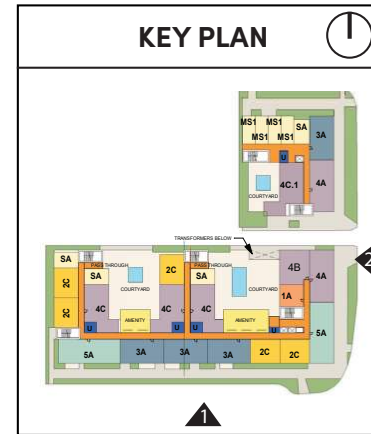 KEY PLAN
MS1 MS1 SA 3A
MS1 MS1
U
4C.1 4A
COURTYARD
TRANSFORMERS BELOW
SA PASS THROUGH 2C SA PASS THROUGH 4B 4A 2
SA SA
2C COURTYARD COURTYARD 1A
2C 4C AMENITY 4C 4C AMENITY 5A
U U U U
5A 3A 3A 3A 2C 2C
1